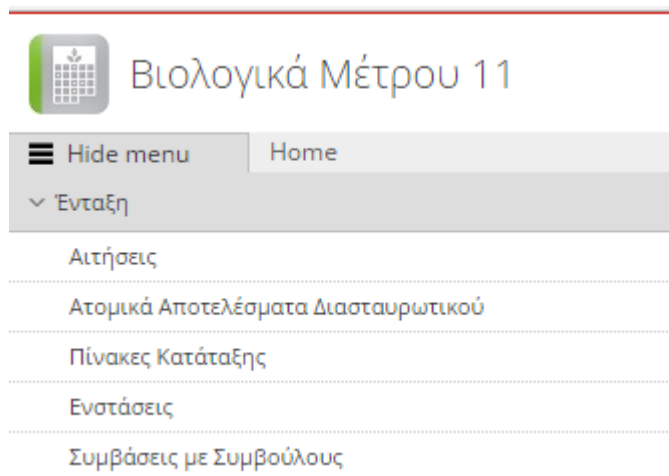 Βιολογικά Μέτρου 11
Hide menu Home
Ένταξη
Αιτήσεις
Ατομικά Αποτελέσματα Διασταυρωτικού
Πίνακες Κατάταξης
Ενστάσεις
Συμβάσεις με Συμβούλους